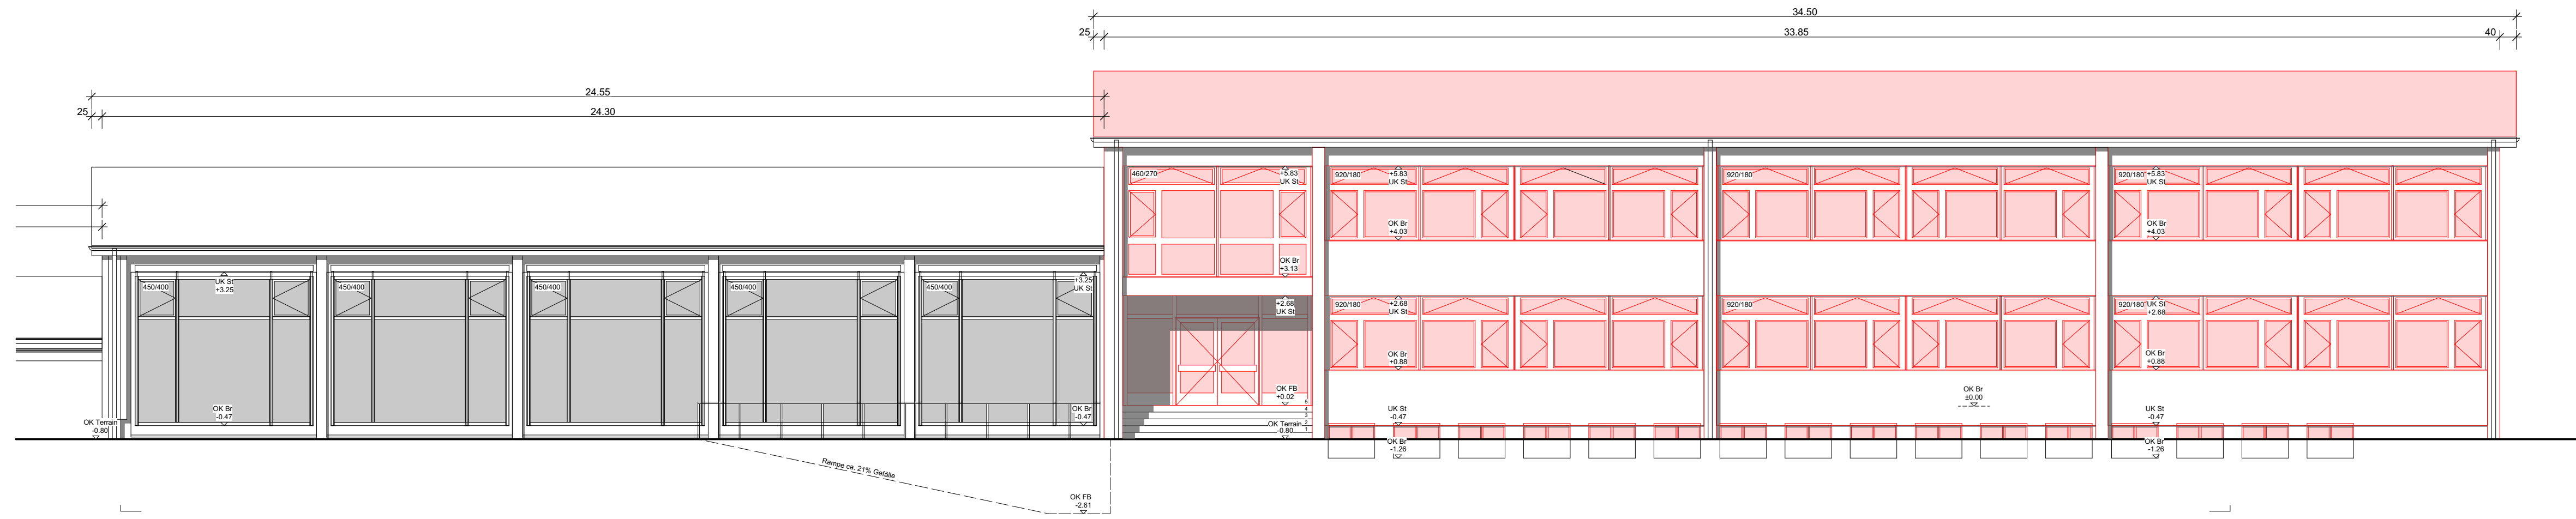 34.50
25
33.85
40
24.55
25
24.30
460/270
+5.83
UK St
920/180
+5.83
UK St
920/180
920/180
+5.83
UK St
OK Br
+4.03
OK Br
+4.03
OK Br
+3.13
450/400
UK St
+3.25
450/400
450/400
450/400
450/400
+3.25
UK St
+2.68
UK St
920/180
+2.68
UK St
920/180
920/180
UK St
+2.68
OK Br
+0.88
OK Br
+0.88
OK FB
+0.02
OK Br
±0.00
5
4
3
2
1
OK Br
-0.47
OK Br
-0.47
UK St
-0.47
UK St
-0.47
OK Terrain
-0.80
OK Terrain
-0.80
OK Br
-1.26
OK Br
-1.26
Rampe ca. 21% Gefälle
OK FB
-2.61